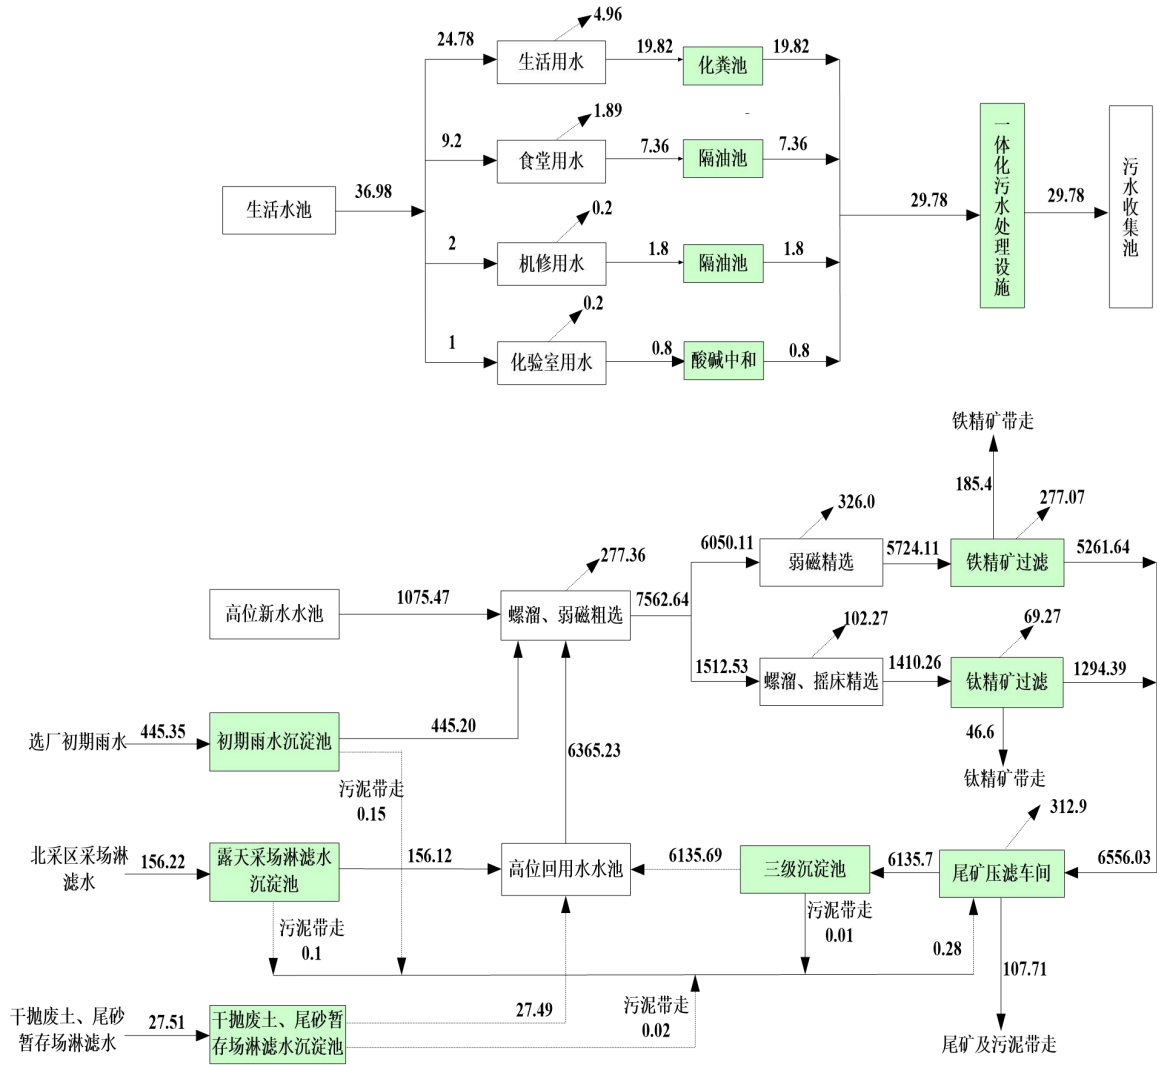 4.96
24.78
生活用水
19.82
化粪池
19.82
1.89
9.2
食堂用水
7.36
隔油池
7.36
生活水池
36.98
0.2
2
机修用水
1.8
隔油池
1.8
0.2
1
化验室用水
0.8
酸碱中和
0.8
29.78
一体化污水处理设施
29.78
污水收集池
铁精矿带走
185.4
277.07
326.0
6050.11
弱磁精选
5724.11
铁精矿过滤
5261.64
277.36
高位新水水池
1075.47
螺溜、弱磁粗选
7562.64
102.27
69.27
1512.53
螺溜、摇床精选
1410.26
钛精矿过滤
1294.39
46.6
钛精矿带走
选厂初期雨水
445.35
初期雨水沉淀池
445.20
6365.23
污泥带走
0.15
312.9
北采区采场淋
滤水
156.22
露天采场淋滤水
沉淀池
156.12
高位回用水水池
6135.69
三级沉淀池
6135.7
尾矿压滤车间
6556.03
污泥带走
0.1
污泥带走
0.01
0.28
107.71
干抛废土、尾砂
暂存场淋滤水
27.51
干抛废土、尾砂暂
存场淋滤水沉淀池
27.49
污泥带走
0.02
尾矿及污泥带走